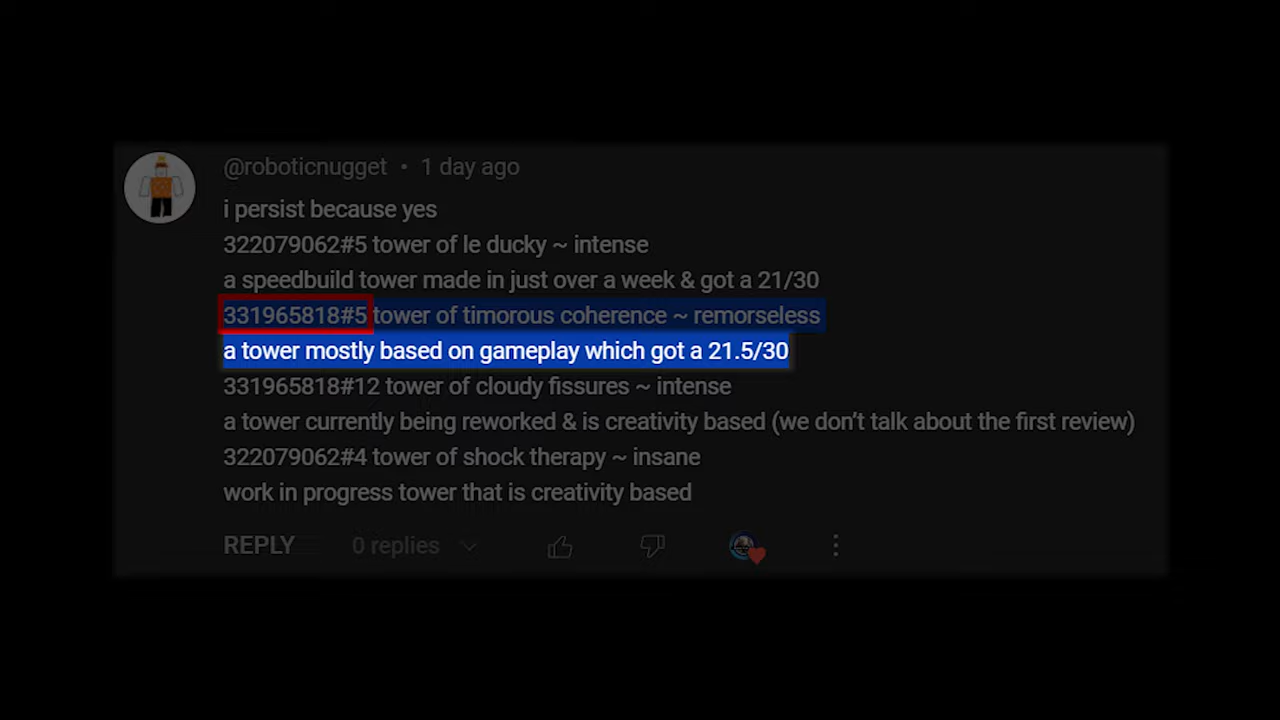 @roboticnugget • 1 day ago
i persist because yes
322079062#5 tower of le ducky ~ intense
a speedbuild tower made in just over a week & got a 21/30
331965818#5 tower of timorous coherence ~ remorseless
a tower mostly based on gameplay which got a 21.5/30
331965818#12 tower of cloudy fissures ~ intense
a tower currently being reworked & is creativity based (we don’t talk about the first review)
322079062#4 tower of shock therapy ~ insane
work in progress tower that is creativity based
REPLY 0 replies